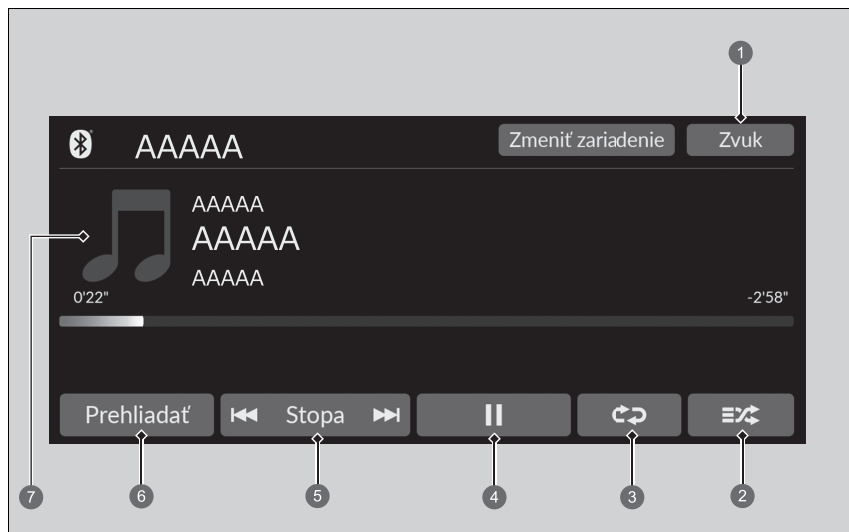 1
AAAAA Zmeniť zariadenie Zvuk
AAAAA
AAAAA
AAAAA
7
0'22" -2'58"
Prehliadať Stopa
7 6 5 4 3 2